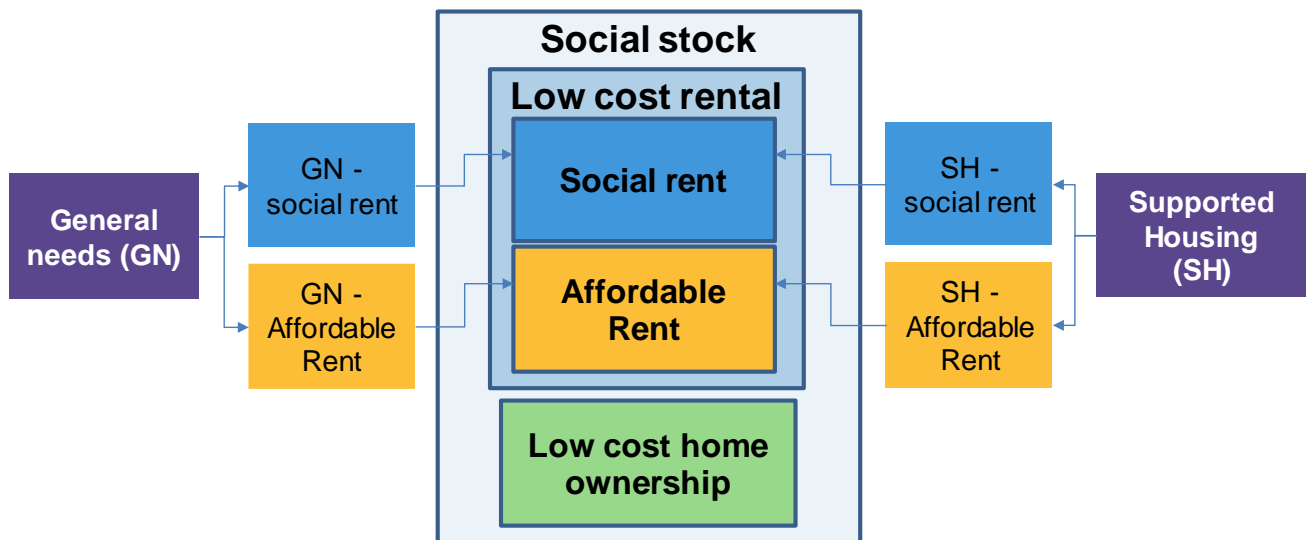 Social stock
Low cost rental
General
needs (GN)
GN -
social rent
GN -
Affordable
Rent
Social rent
Affordable
Rent
Low cost home
ownership
SH -
social rent
SH -
Affordable
Rent
Supported
Housing
(SH)